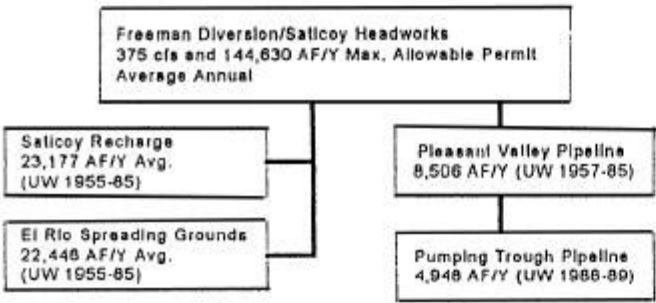 Freeman Diversion/Saticoy Headworks
375 cfs and 144,630 AF/Y Max. Allowable Permit
Average Annual
Saticoy Recharge
23,177 AF/Y Avg.
(UW 1955-85)
Pleasant Valley Pipeline
8,506 AF/Y (UW 1957-85)
El Rio Spreading Grounds
22,446 AF/Y Avg.
(UW 1955-85)
Pumping Trough Pipeline
4,948 AF/Y (UW 1988-89)